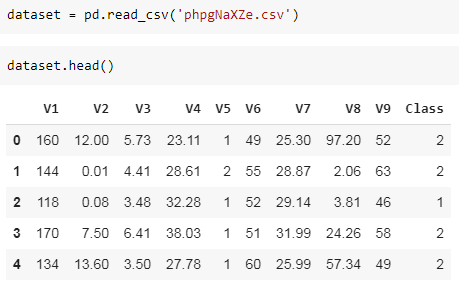 dataset = pd.read_csv('phpgNaXZe.csv')
dataset.head()
V1 V2 V3 V4 V5 V6 V7 V8 V9 Class
0 160 12.00 5.73 23.11 1 49 25.30 97.20 52 2
1 144 0.01 4.41 28.61 2 55 28.87 2.06 63 2
2 118 0.08 3.48 32.28 1 52 29.14 3.81 46 1
3 170 7.50 6.41 38.03 1 51 31.99 24.26 58 2
4 134 13.60 3.50 27.78 1 60 25.99 57.34 49 2